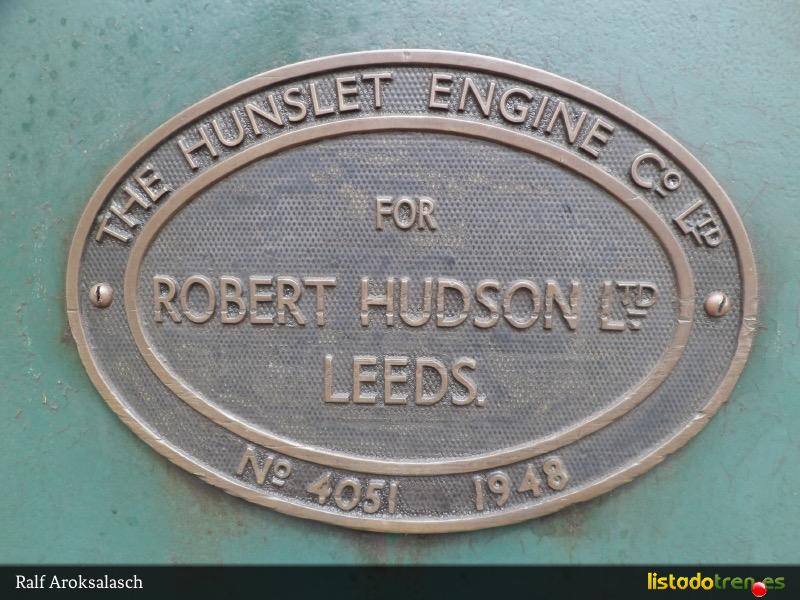 THE HUNSLET ENGINE Cº LTD
FOR
ROBERT HUDSON LTD.
LEEDS.
Nº 4051 1948
Ralf Aroksalasch
listadotren.es